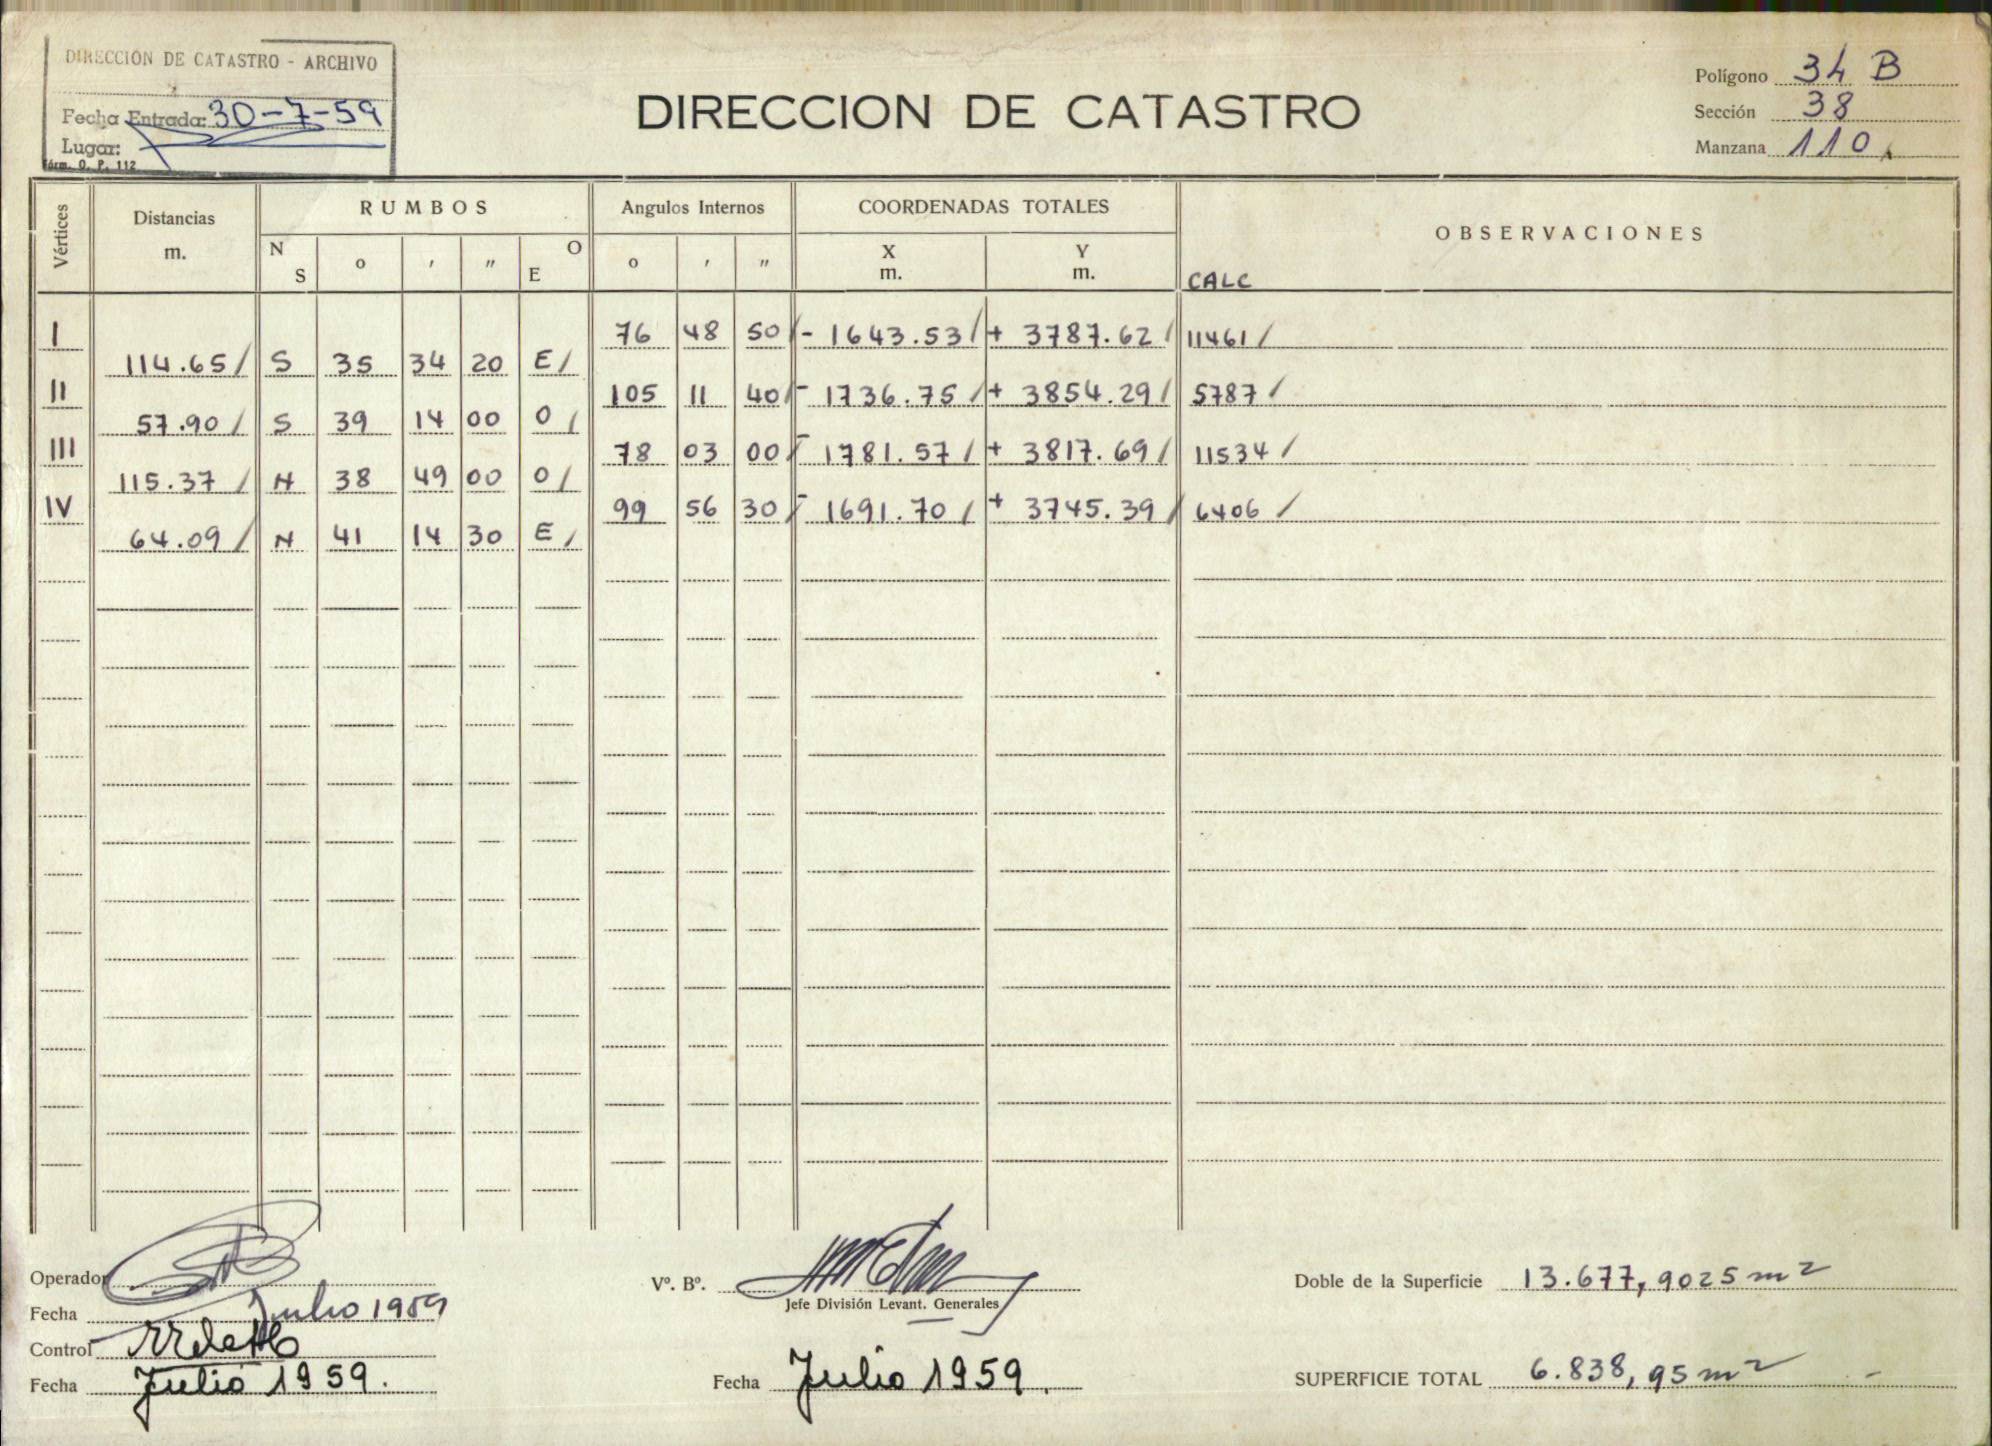 DIRECCION DE CATASTRO - ARCHIVO
Fecha Entrada: 30-7-59
Lugar:
Fórm. O. P. 112
DIRECCION DE CATASTRO
Polígono 34 B
Sección 38
Manzana 110
Vértices Distancias m. RUMBOS N S o ' " O E Angulos Internos o ' " COORDENADAS TOTALES X m. Y m. OBSERVACIONES
CALC
I 76 48 50 - 1643.53 + 3787.62 11461
114.65 S 35 34 20 E
II 105 11 40 - 1736.75 + 3854.29 5787
57.90 S 39 14 00 O
III 78 03 00 - 1781.57 + 3817.69 11534
115.37 N 38 49 00 O
IV 99 56 30 - 1691.70 + 3745.39 6406
64.09 N 41 14 30 E
Operador
Fecha Julio 1959
Control
Fecha Julio 1959.
Vº. Bº.
Jefe División Levant. Generales
Fecha Julio 1959.
Doble de la Superficie 13.677,9025 m2
SUPERFICIE TOTAL 6.838,95 m2